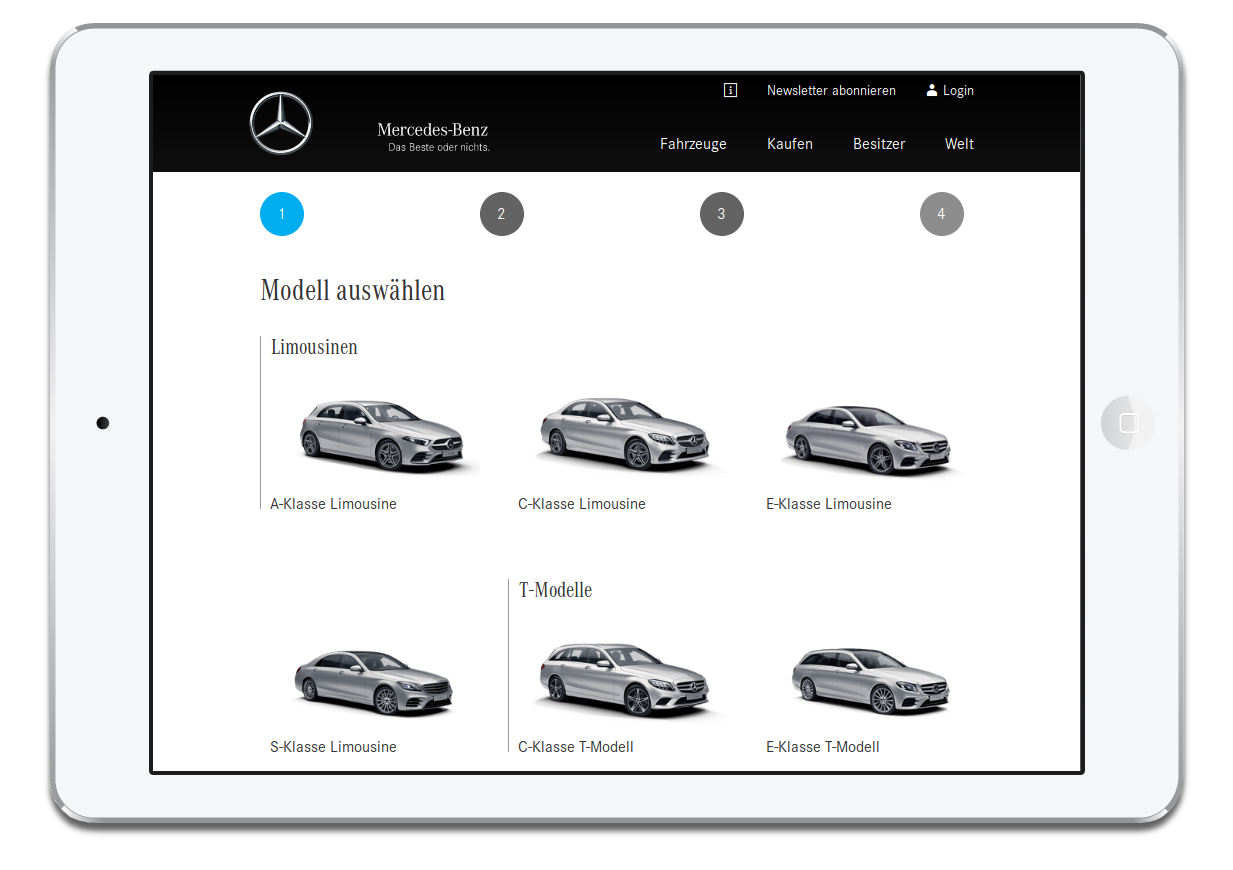 i
Newsletter abonnieren
Login
Mercedes-Benz
Das Beste oder nichts.
Fahrzeuge
Kaufen
Besitzer
Welt
1
2
3
4
Modell auswählen
Limousinen
A-Klasse Limousine
C-Klasse Limousine
E-Klasse Limousine
T-Modelle
S-Klasse Limousine
C-Klasse T-Modell
E-Klasse T-Modell